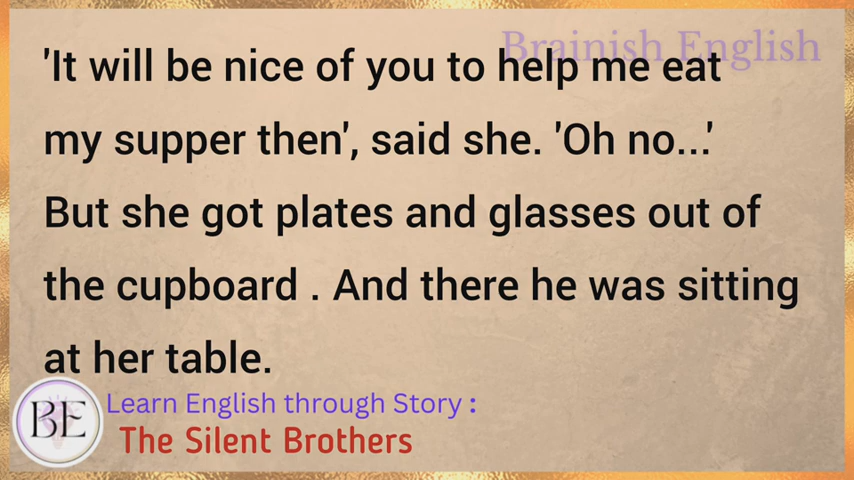 Brainish English
'It will be nice of you to help me eat
my supper then', said she. 'Oh no...'
But she got plates and glasses out of
the cupboard . And there he was sitting
at her table.
BE
Learn English through Story :
The Silent Brothers